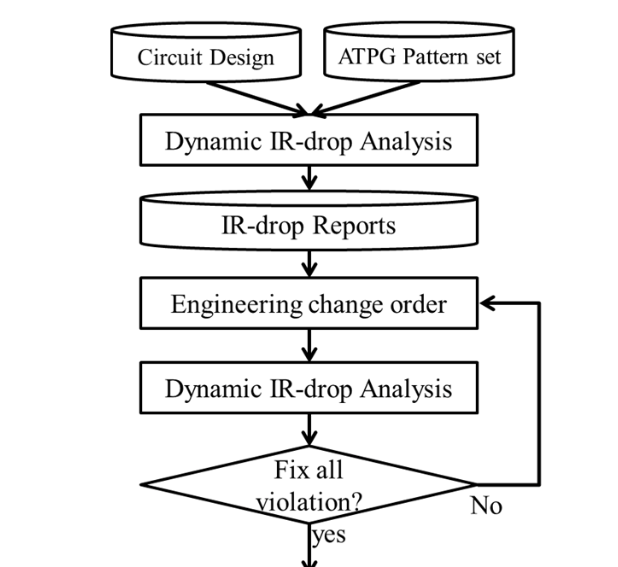 Circuit Design
ATPG Pattern set
Dynamic IR-drop Analysis
IR-drop Reports
Engineering change order
Dynamic IR-drop Analysis
Fix all
violation?
No
yes